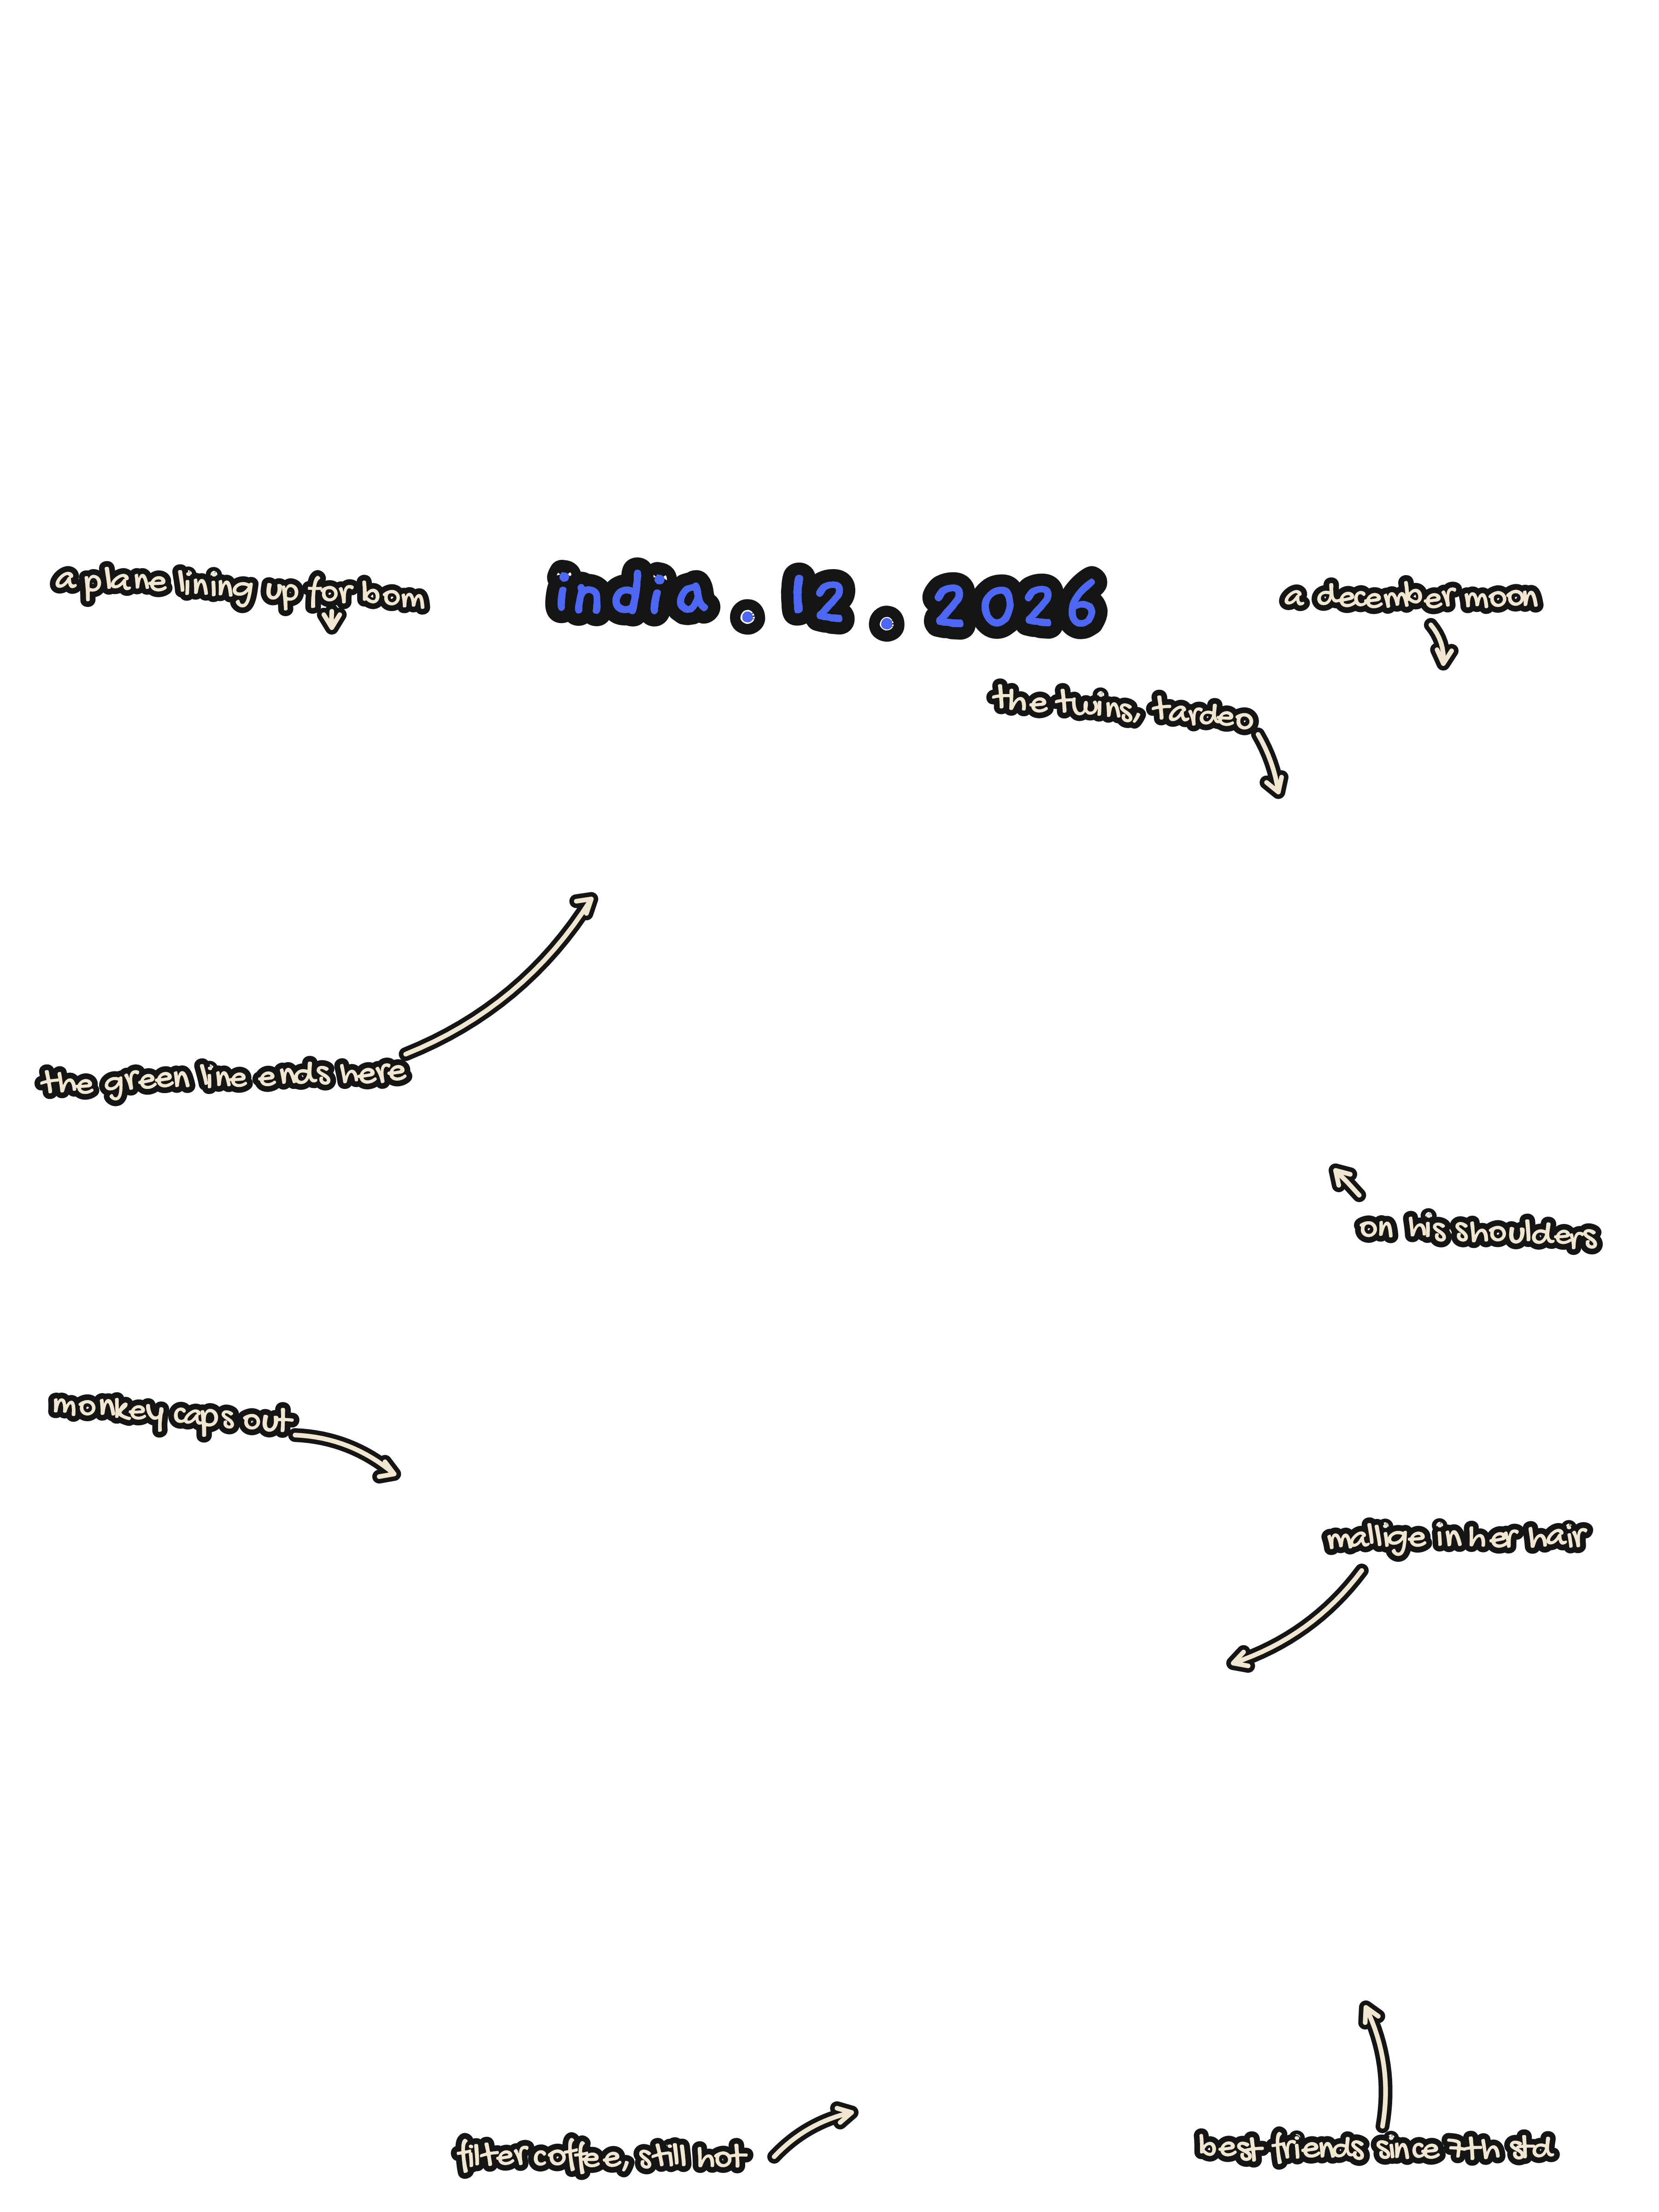 a plane lining up for bom
india . 12 . 2026
a december moon
the twins, tardeo
the green line ends here
on his shoulders
monkey caps out
malige in her hair
filter coffee, still hot
best friends since 7th std